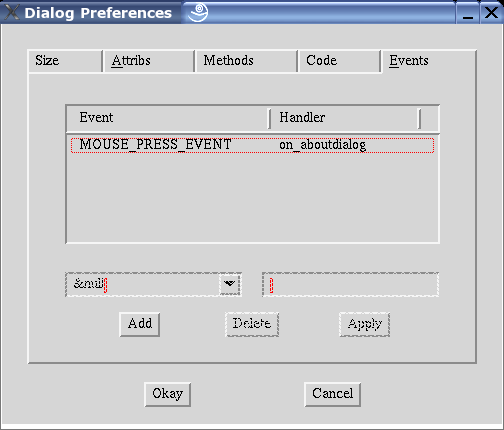 Dialog Preferences
Size Attribs Methods Code Events
Event Handler
MOUSE_PRESS_EVENT on_aboutdialog
&null
Add Delete Apply
Okay Cancel